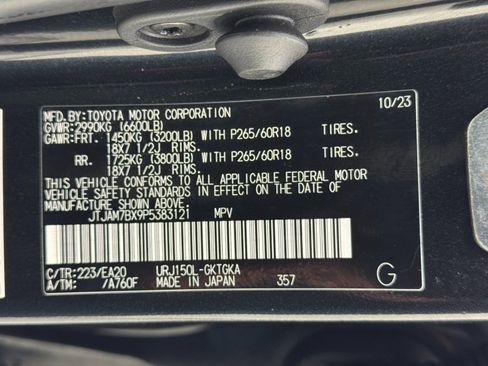 MFD.BY:TOYOTA MOTOR CORPORATION 10/23
GVWR:2990KG (6600LB)
GAWR:FRT. 1450KG (3200LB) WITH P265/60R18 TIRES.
18X7 1/2J RIMS.
RR. 1725KG (3800LB) WITH P265/60R18 TIRES.
18X7 1/2J RIMS.
THIS VEHICLE CONFORMS TO ALL APPLICABLE FEDERAL MOTOR
VEHICLE SAFETY STANDARDS IN EFFECT ON THE DATE OF
MANUFACTURE SHOWN ABOVE.
JTJAM7BX9P5383121 MPV
C/TR:223/EA20 URJ150L-GKTGKA
A/TM: /A760F MADE IN JAPAN 357 G